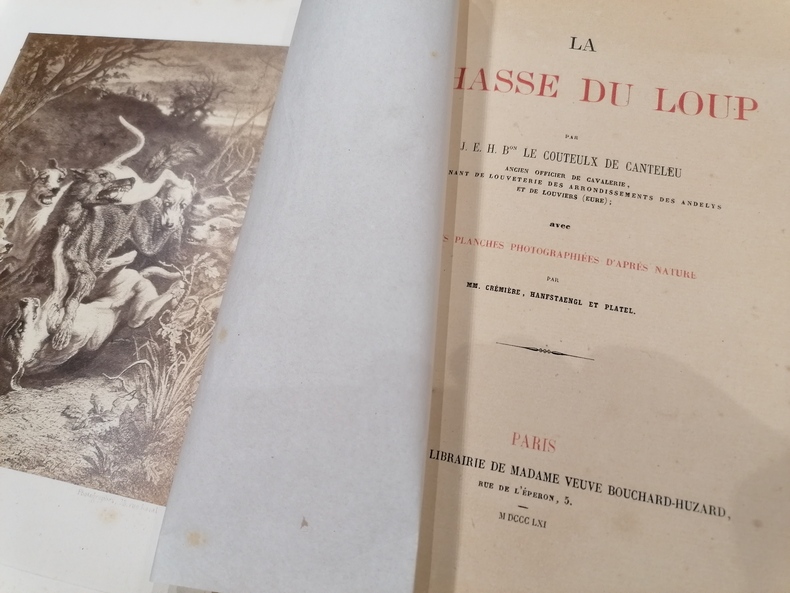 LA
HASSE DU LOUP
PAR
J. E. H. Bon LE COUTEULX DE CANTELEU
ANCIEN OFFICIER DE CAVALERIE,
NANT DE LOUVETERIE DES ARRONDISSEMENTS DES ANDELYS
ET DE LOUVIERS (EURE);
avec
S PLANCHES PHOTOGRAPHIÉES D'APRÈS NATURE
PAR
MM. CRÉMIÈRE, HANFSTAENGL ET PLATEL.
PARIS
LIBRAIRIE DE MADAME VEUVE BOUCHARD-HUZARD,
RUE DE L'ÉPERON, 5.
M DCCC LXI